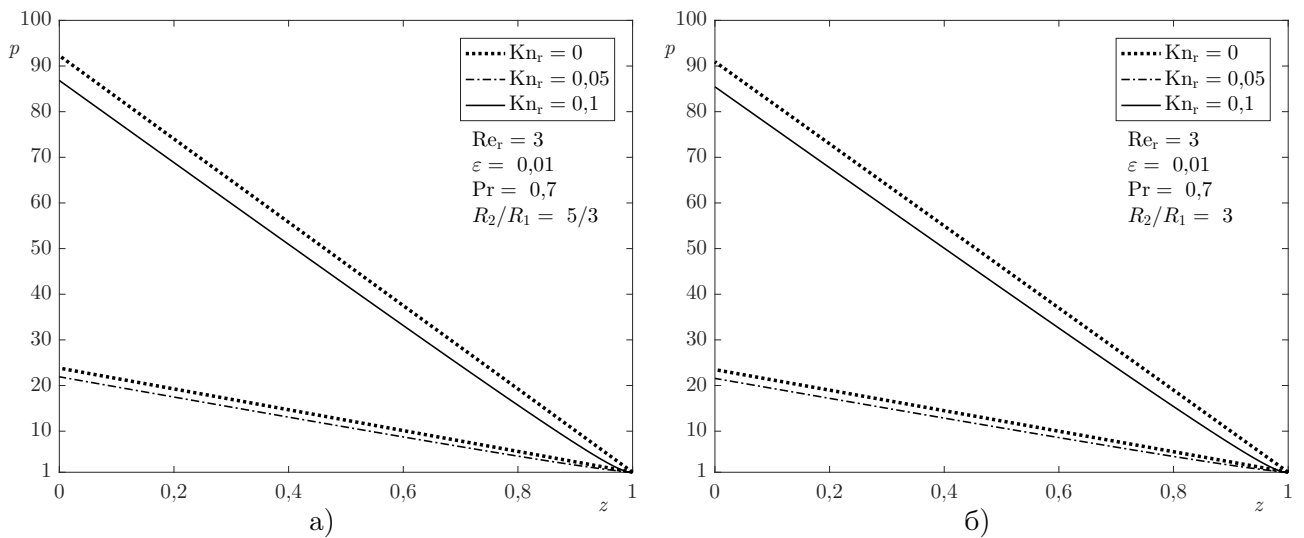 100
p
90
80
70
60
50
40
30
20
10
1
0
0,2
0,4
0,6
0,8
1
z
Kn_r = 0
Kn_r = 0,05
Kn_r = 0,1
Re_r = 3
ε = 0,01
Pr = 0,7
R_2/R_1 = 5/3
а)
100
p
90
80
70
60
50
40
30
20
10
1
0
0,2
0,4
0,6
0,8
1
z
Kn_r = 0
Kn_r = 0,05
Kn_r = 0,1
Re_r = 3
ε = 0,01
Pr = 0,7
R_2/R_1 = 3
б)